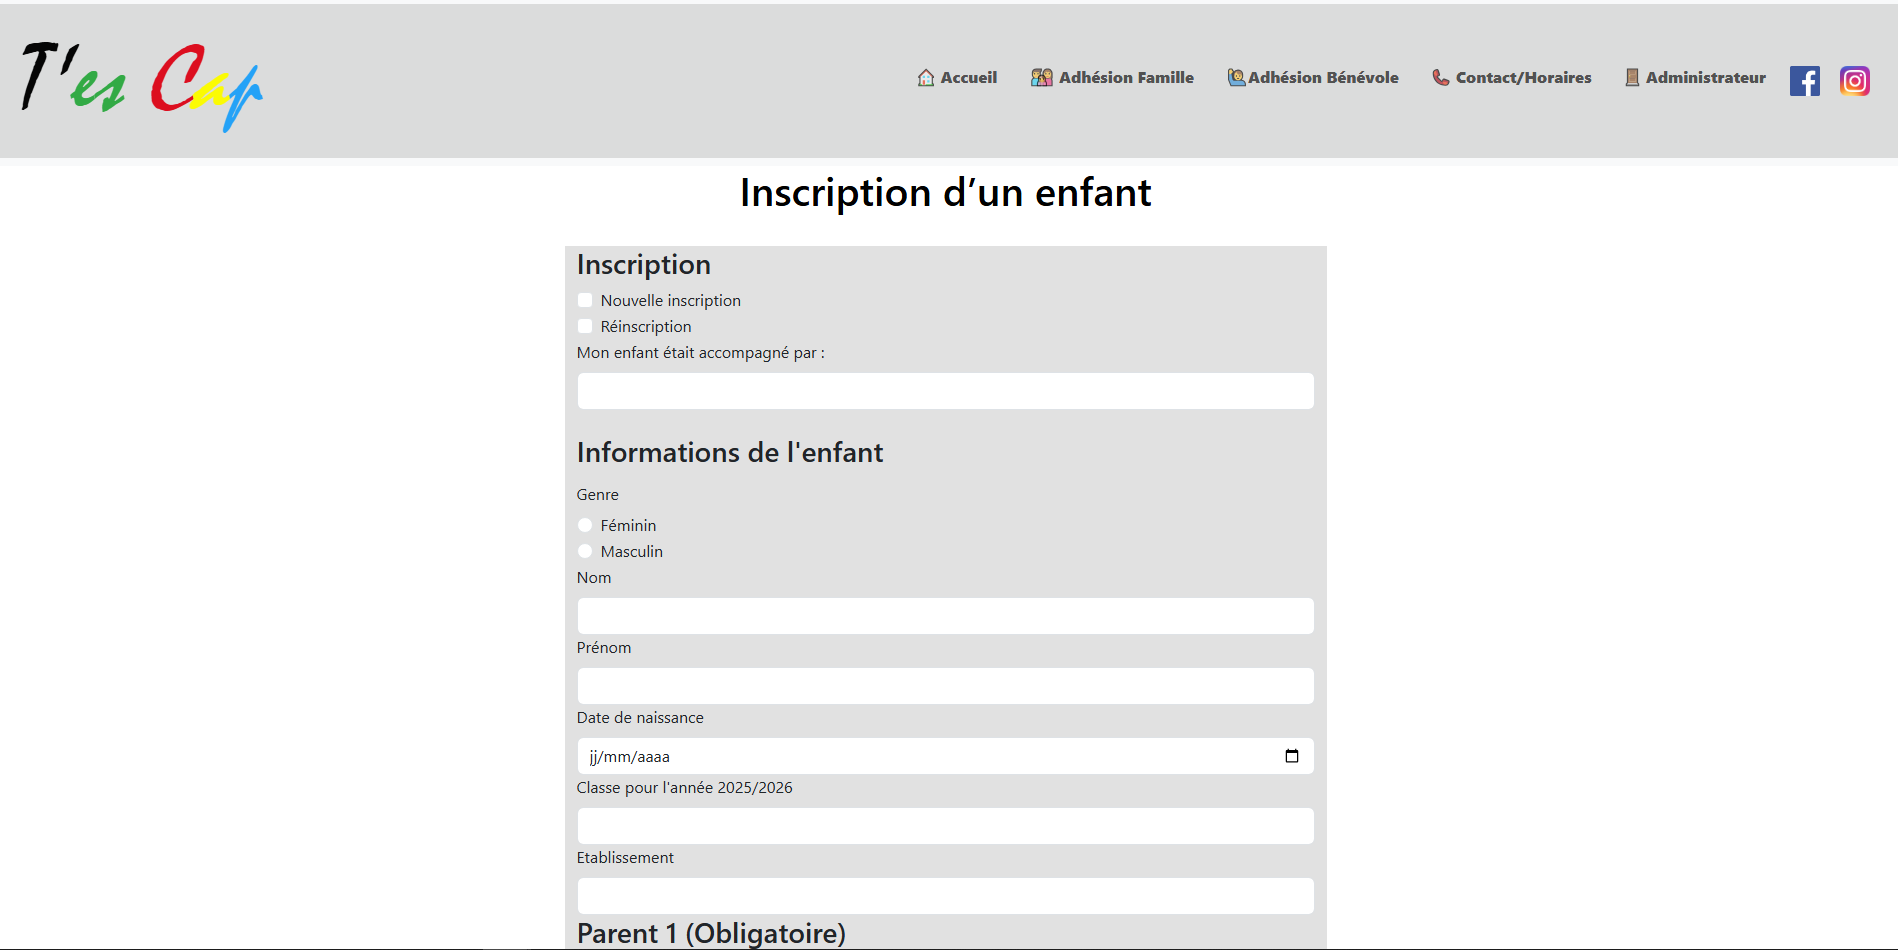 T'es Cap
Accueil
Adhésion Famille
Adhésion Bénévole
Contact/Horaires
Administrateur
Inscription d’un enfant
Inscription
Nouvelle inscription
Réinscription
Mon enfant était accompagné par :
Informations de l'enfant
Genre
Féminin
Masculin
Nom
Prénom
Date de naissance
jj/mm/aaaa
Classe pour l'année 2025/2026
Etablissement
Parent 1 (Obligatoire)